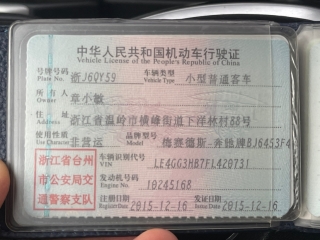 中华人民共和国机动车行驶证
Vehicle License of the People's Republic of China
号牌号码 Plate No. 浙J6QY59 车辆类型 Vehicle Type 小型普通客车
所有人 Owner 章小敏
住址 Address 浙江省温岭市横峰街道下洋林村88号
使用性质 Use Character 非营运 品牌型号 Model 梅赛德斯-奔驰牌BJ6453F4
浙江省台州 车辆识别代号 VIN LE4GG3HB7FL420731
市公安局交 发动机号码 Engine No. 10245168
通警察支队 注册日期 Register Date 2015-12-16 发证日期 Issue Date 2015-12-16